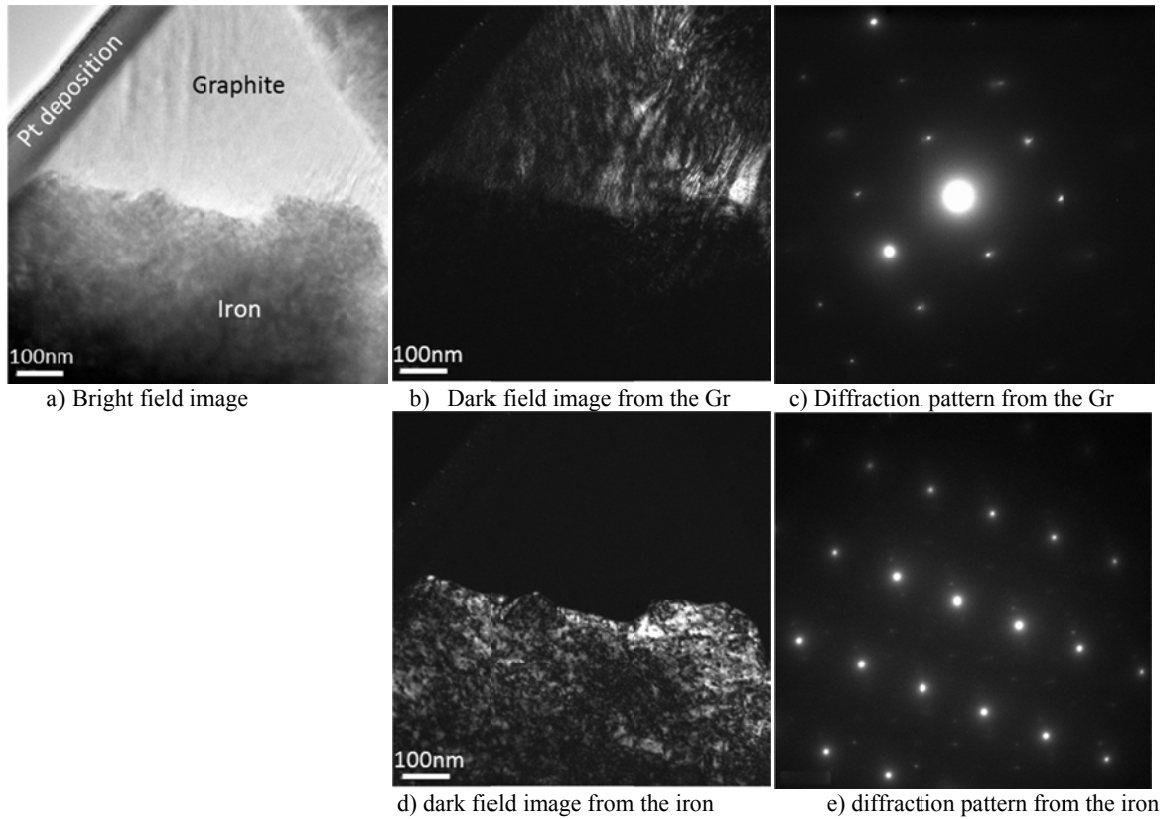 Pt deposition
Graphite
Iron
100nm
a) Bright field image
100nm
b) Dark field image from the Gr
c) Diffraction pattern from the Gr
100nm
d) dark field image from the iron
e) diffraction pattern from the iron